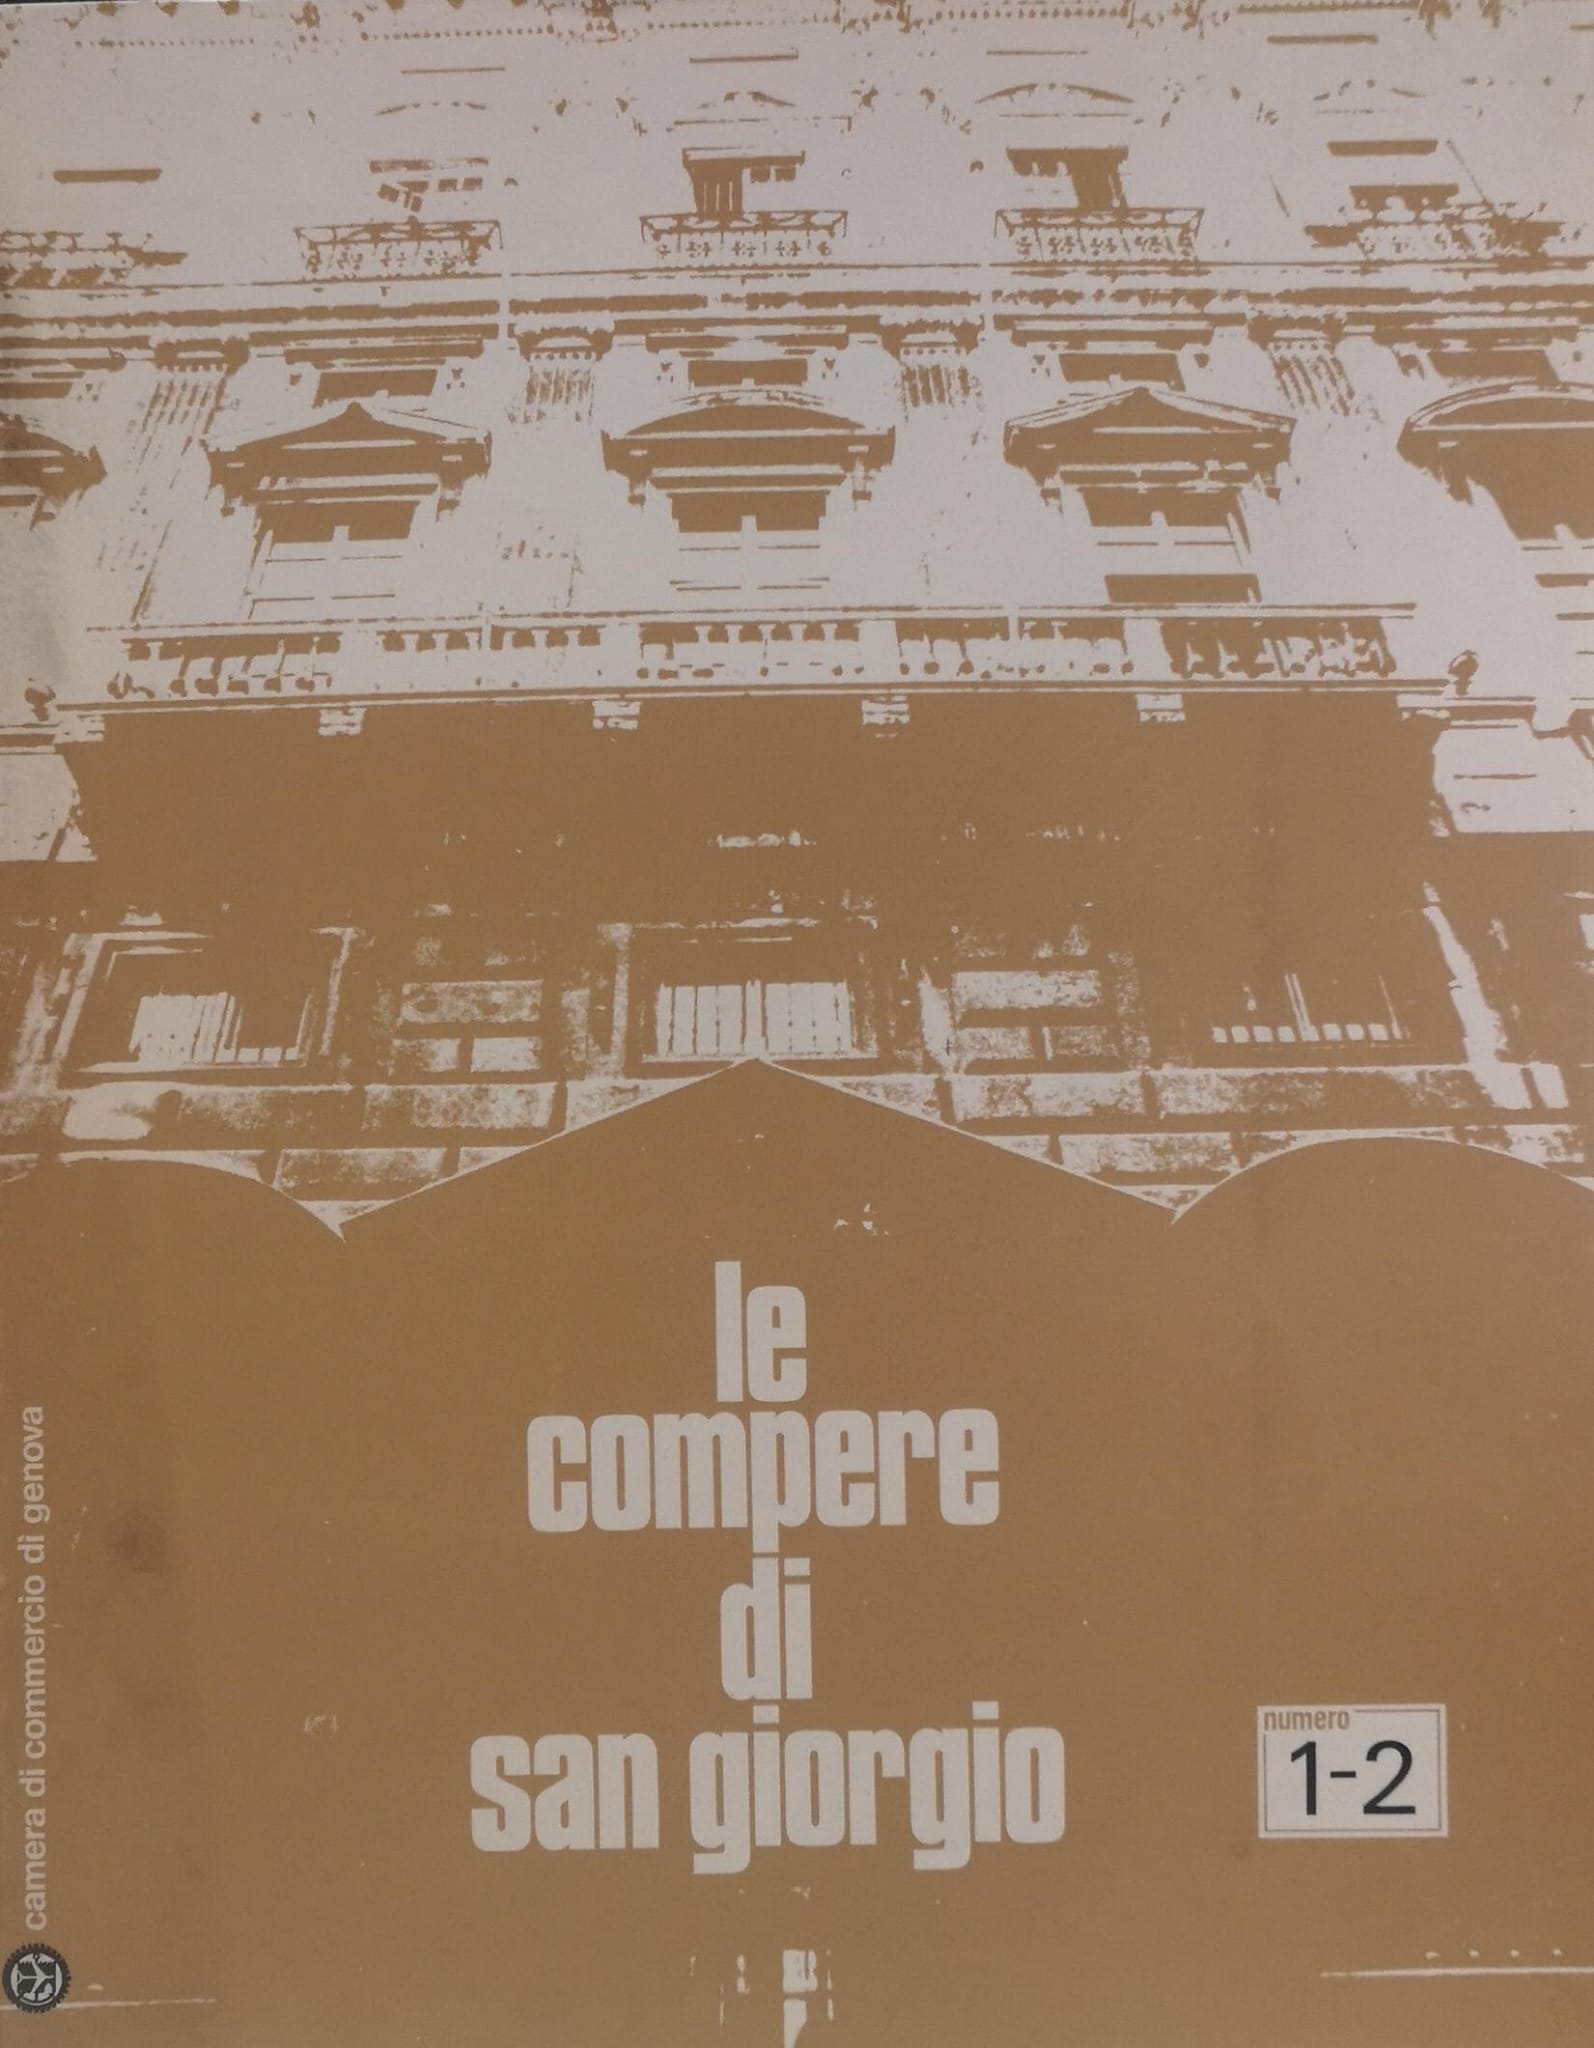 le
compere
di
san giorgio
numero
1-2
camera di commercio di genova